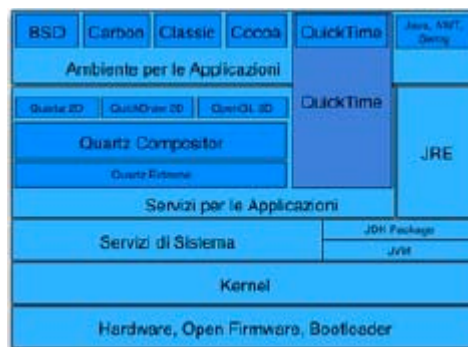 BSD
Carbon
Classic
Cocoa
QuickTime
Java, AWT,
Swing
Ambiente per le Applicazioni
Quartz 2D
QuickDraw 2D
OpenGL 3D
QuickTime
Quartz Compositor
JRE
Quartz Extreme
Servizi per le Applicazioni
Servizi di Sistema
JDK Package
JVM
Kernel
Hardware, Open Firmware, Bootloader